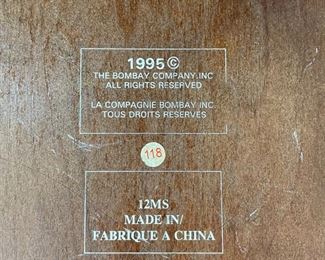 1995 ©
THE BOMBAY COMPANY, INC
ALL RIGHTS RESERVED
LA COMPAGNIE BOMBAY INC.
TOUS DROITS RESERVES
118
12MS
MADE IN/
FABRIQUE A CHINA